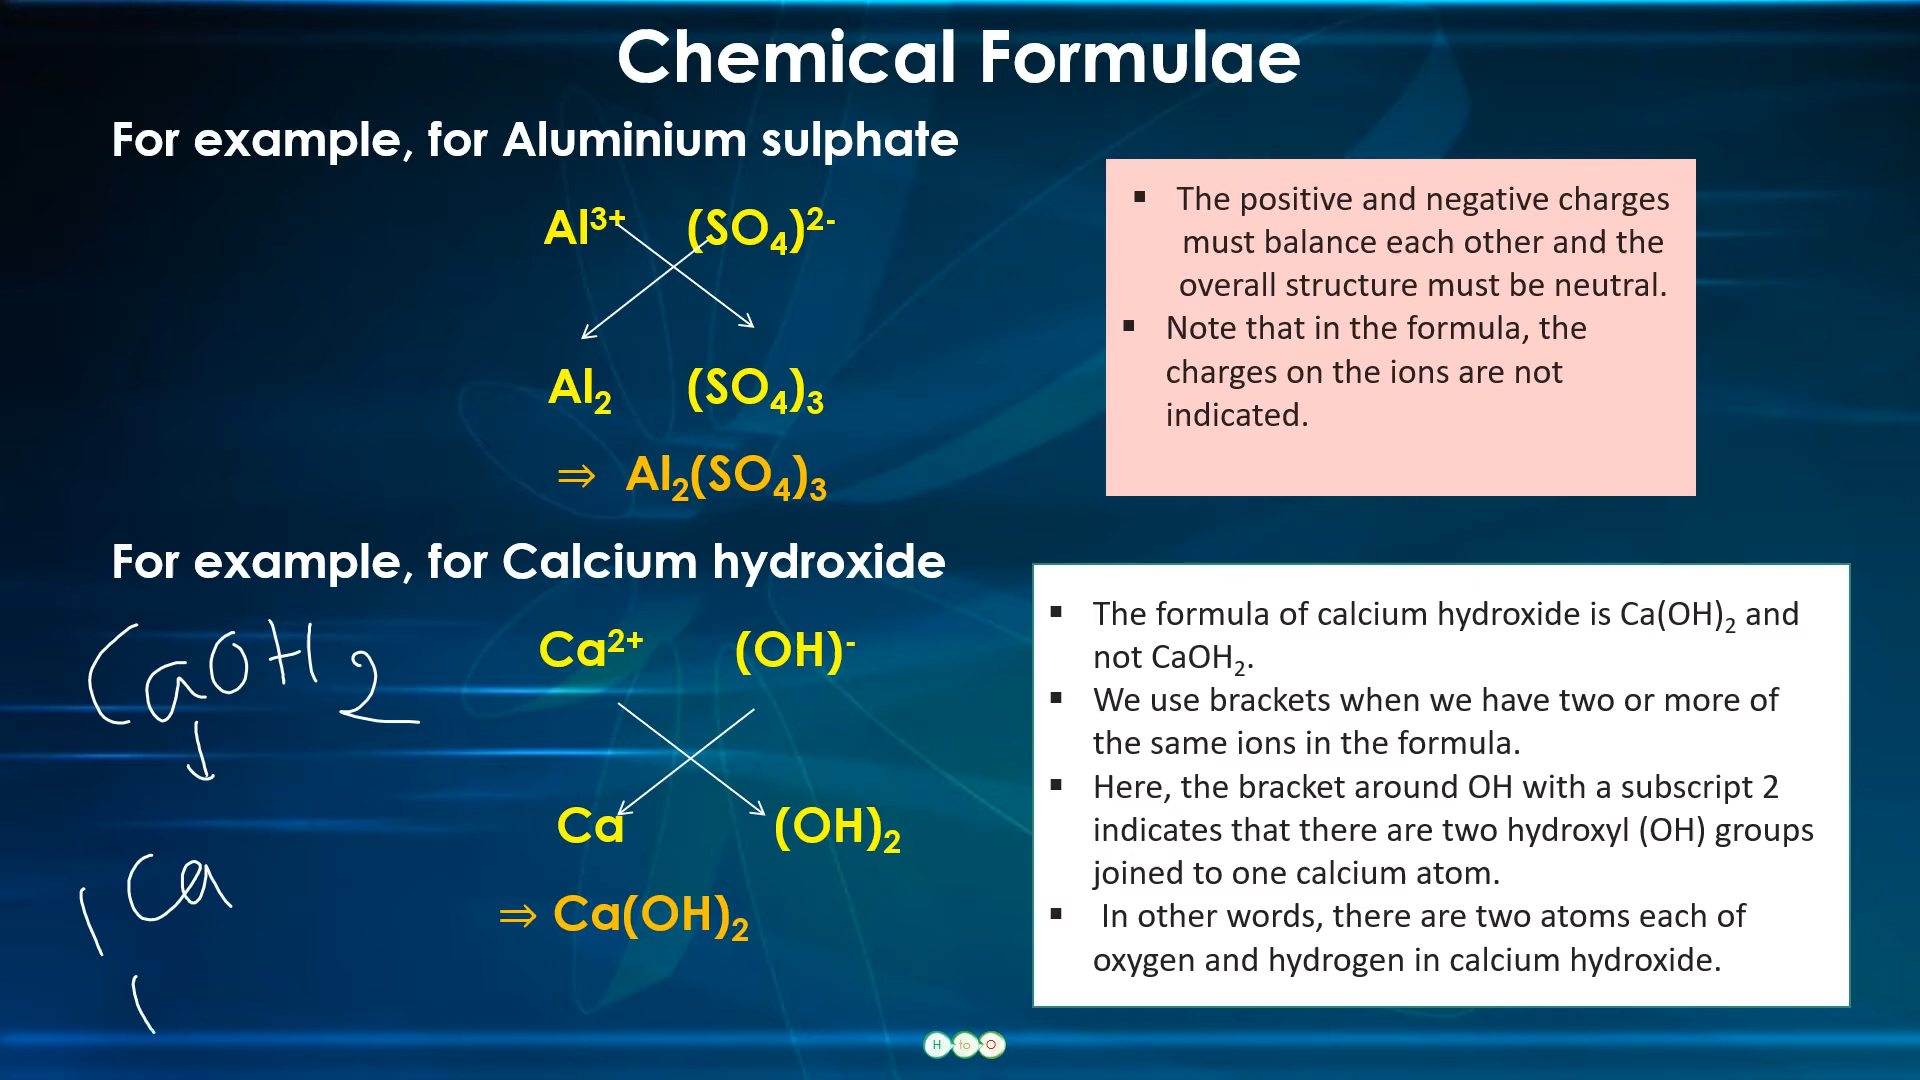 Chemical Formulae
For example, for Aluminium sulphate
Al³⁺ (SO₄)²⁻
Al₂ (SO₄)₃
⇒ Al₂(SO₄)₃
▪ The positive and negative charges
must balance each other and the
overall structure must be neutral.
▪ Note that in the formula, the
charges on the ions are not
indicated.
For example, for Calcium hydroxide
CaOH₂
↓
1 Ca
1
Ca²⁺ (OH)⁻
Ca (OH)₂
⇒ Ca(OH)₂
▪ The formula of calcium hydroxide is Ca(OH)₂ and
not CaOH₂.
▪ We use brackets when we have two or more of
the same ions in the formula.
▪ Here, the bracket around OH with a subscript 2
indicates that there are two hydroxyl (OH) groups
joined to one calcium atom.
▪ In other words, there are two atoms each of
oxygen and hydrogen in calcium hydroxide.
H to O